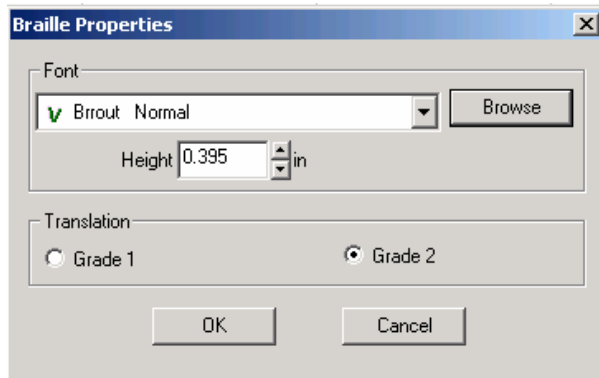 Braille Properties
Font
Brrout Normal
Browse
Height 0.395 in
Translation
Grade 1 Grade 2
OK Cancel